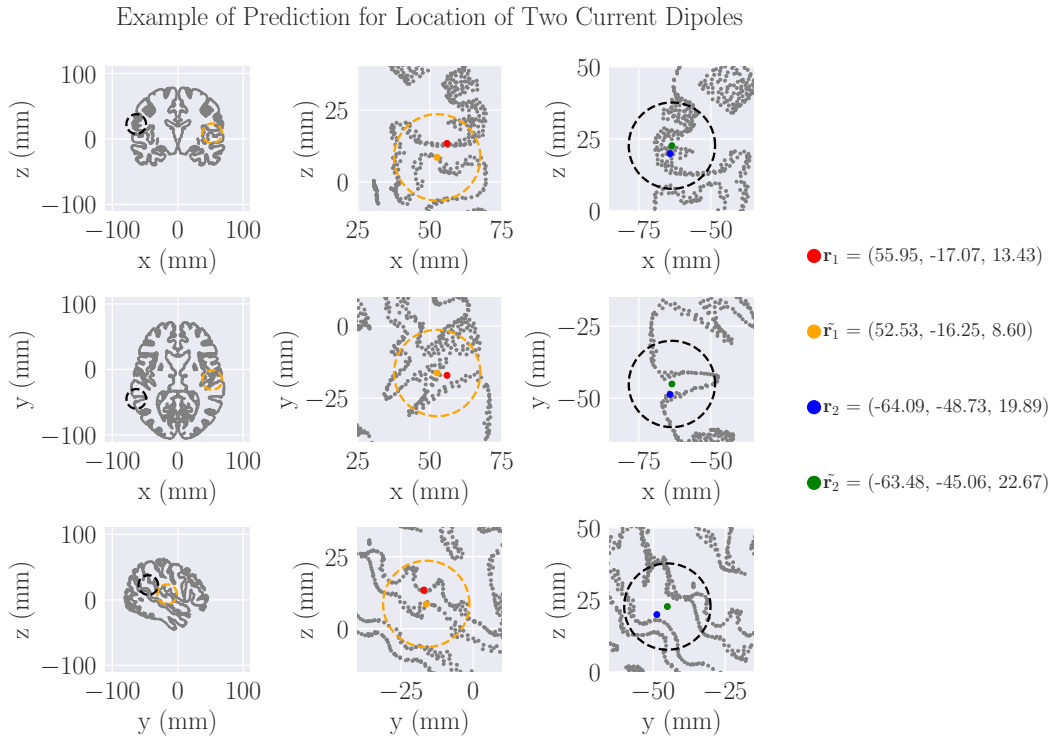 Example of Prediction for Location of Two Current Dipoles
z (mm)
100
0
−100
−100 0 100
x (mm)
z (mm)
25
0
25 50 75
x (mm)
z (mm)
50
25
0
−75 −50
x (mm)
y (mm)
100
0
−100
−100 0 100
x (mm)
y (mm)
0
−25
25 50 75
x (mm)
y (mm)
−25
−50
−75 −50
x (mm)
z (mm)
100
0
−100
−100 0 100
y (mm)
z (mm)
25
0
−25 0
y (mm)
z (mm)
50
25
0
−50 −25
y (mm)
r₁ = (55.95, -17.07, 13.43)
r̃₁ = (52.53, -16.25, 8.60)
r₂ = (-64.09, -48.73, 19.89)
r̃₂ = (-63.48, -45.06, 22.67)